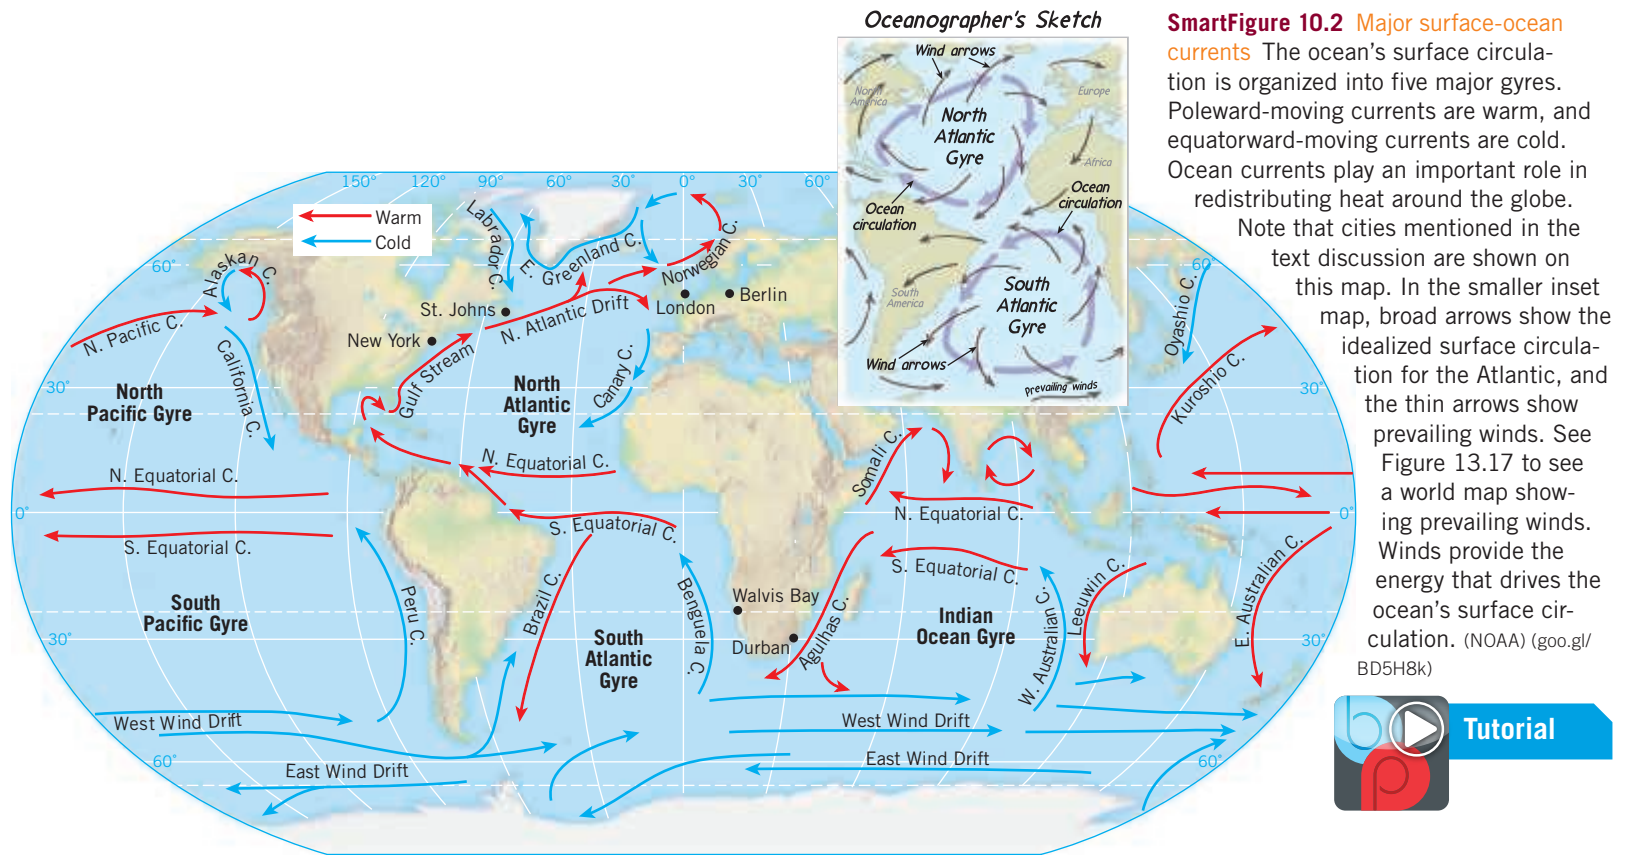 Oceanographer's Sketch
Wind arrows
North
America
Europe
North
Atlantic
Gyre
Africa
Ocean
circulation
Ocean
circulation
South
America
South
Atlantic
Gyre
Wind arrows
Prevailing winds
SmartFigure 10.2 Major surface-ocean
currents The ocean's surface circula-
tion is organized into five major gyres.
Poleward-moving currents are warm, and
equatorward-moving currents are cold.
Ocean currents play an important role in
redistributing heat around the globe.
Note that cities mentioned in the
text discussion are shown on
this map. In the smaller inset
map, broad arrows show the
idealized surface circula-
tion for the Atlantic, and
the thin arrows show
prevailing winds. See
Figure 13.17 to see
a world map show-
ing prevailing winds.
Winds provide the
energy that drives the
ocean's surface cir-
culation. (NOAA) (goo.gl/
BD5H8k)
Tutorial
150° 120° 90° 60° 30° 0° 30° 60°
Warm
Cold
60°
30°
0°
30°
60°
60°
30°
0°
30°
60°
Alaskan C.
Labrador C.
E. Greenland C.
Norwegian C.
N. Pacific C.
St. Johns
New York
London
Berlin
N. Atlantic Drift
Gulf Stream
California C.
Canary C.
Oyashio C.
Kuroshio C.
North
Pacific Gyre
North
Atlantic
Gyre
N. Equatorial C.
N. Equatorial C.
Somali C.
N. Equatorial C.
S. Equatorial C.
S. Equatorial C.
S. Equatorial C.
South
Pacific Gyre
Peru C.
Brazil C.
Benguela C.
Walvis Bay
Durban
Agulhas C.
South
Atlantic
Gyre
Indian
Ocean Gyre
W. Australian C.
Leeuwin C.
E. Australian C.
West Wind Drift
West Wind Drift
East Wind Drift
East Wind Drift